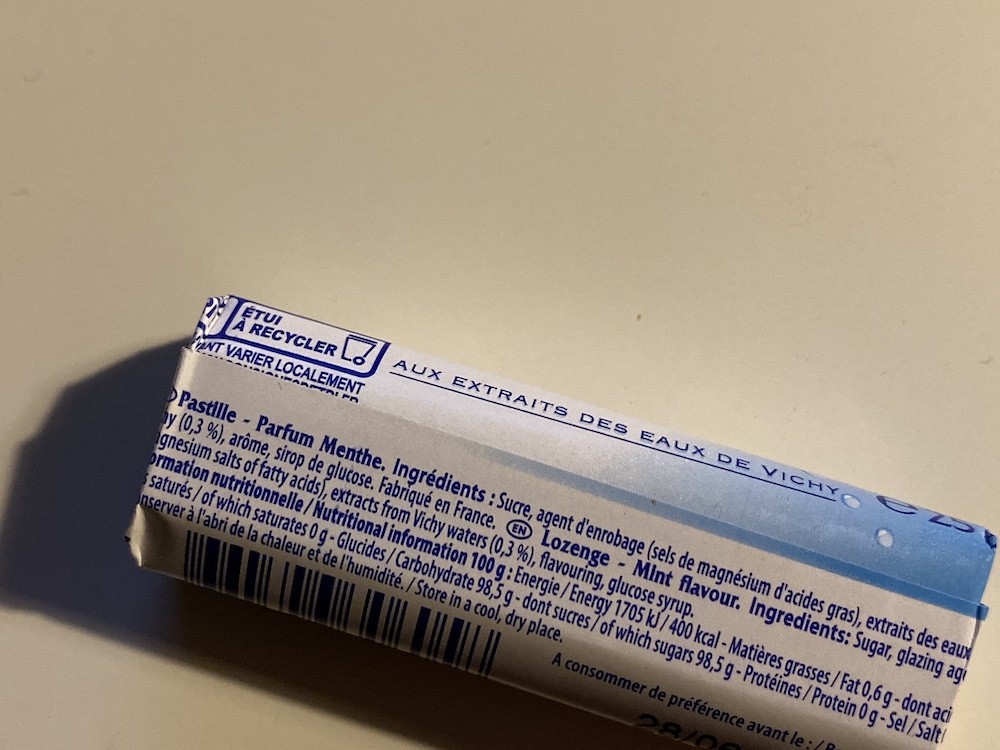 ÉTUI
À RECYCLER
VARIER LOCALEMENT
AUX EXTRAITS DES EAUX DE VICHY
e 25
Pastille - Parfum Menthe. Ingrédients : Sucre, agent d'enrobage (sels de magnésium d'acides gras), extraits des eaux
(0,3 %), arôme, sirop de glucose. Fabriqué en France. EN Lozenge - Mint flavour. Ingredients: Sugar, glazing
salts of fatty acids), extracts from Vichy waters (0,3 %), flavouring, glucose syrup.
nutritionnelle / Nutritional information 100 g : Energie / Energy 1705 kJ / 400 kcal - Matières grasses / Fat 0,6 g - dont
saturés / of which saturates 0 g - Glucides / Carbohydrate 98,5 g - dont sucres / of which sugars 98,5 g - Protéines / Protein 0 g - Sel / Salt
à l'abri de la chaleur et de l'humidité. / Store in a cool, dry place.
A consommer de préférence avant le : /